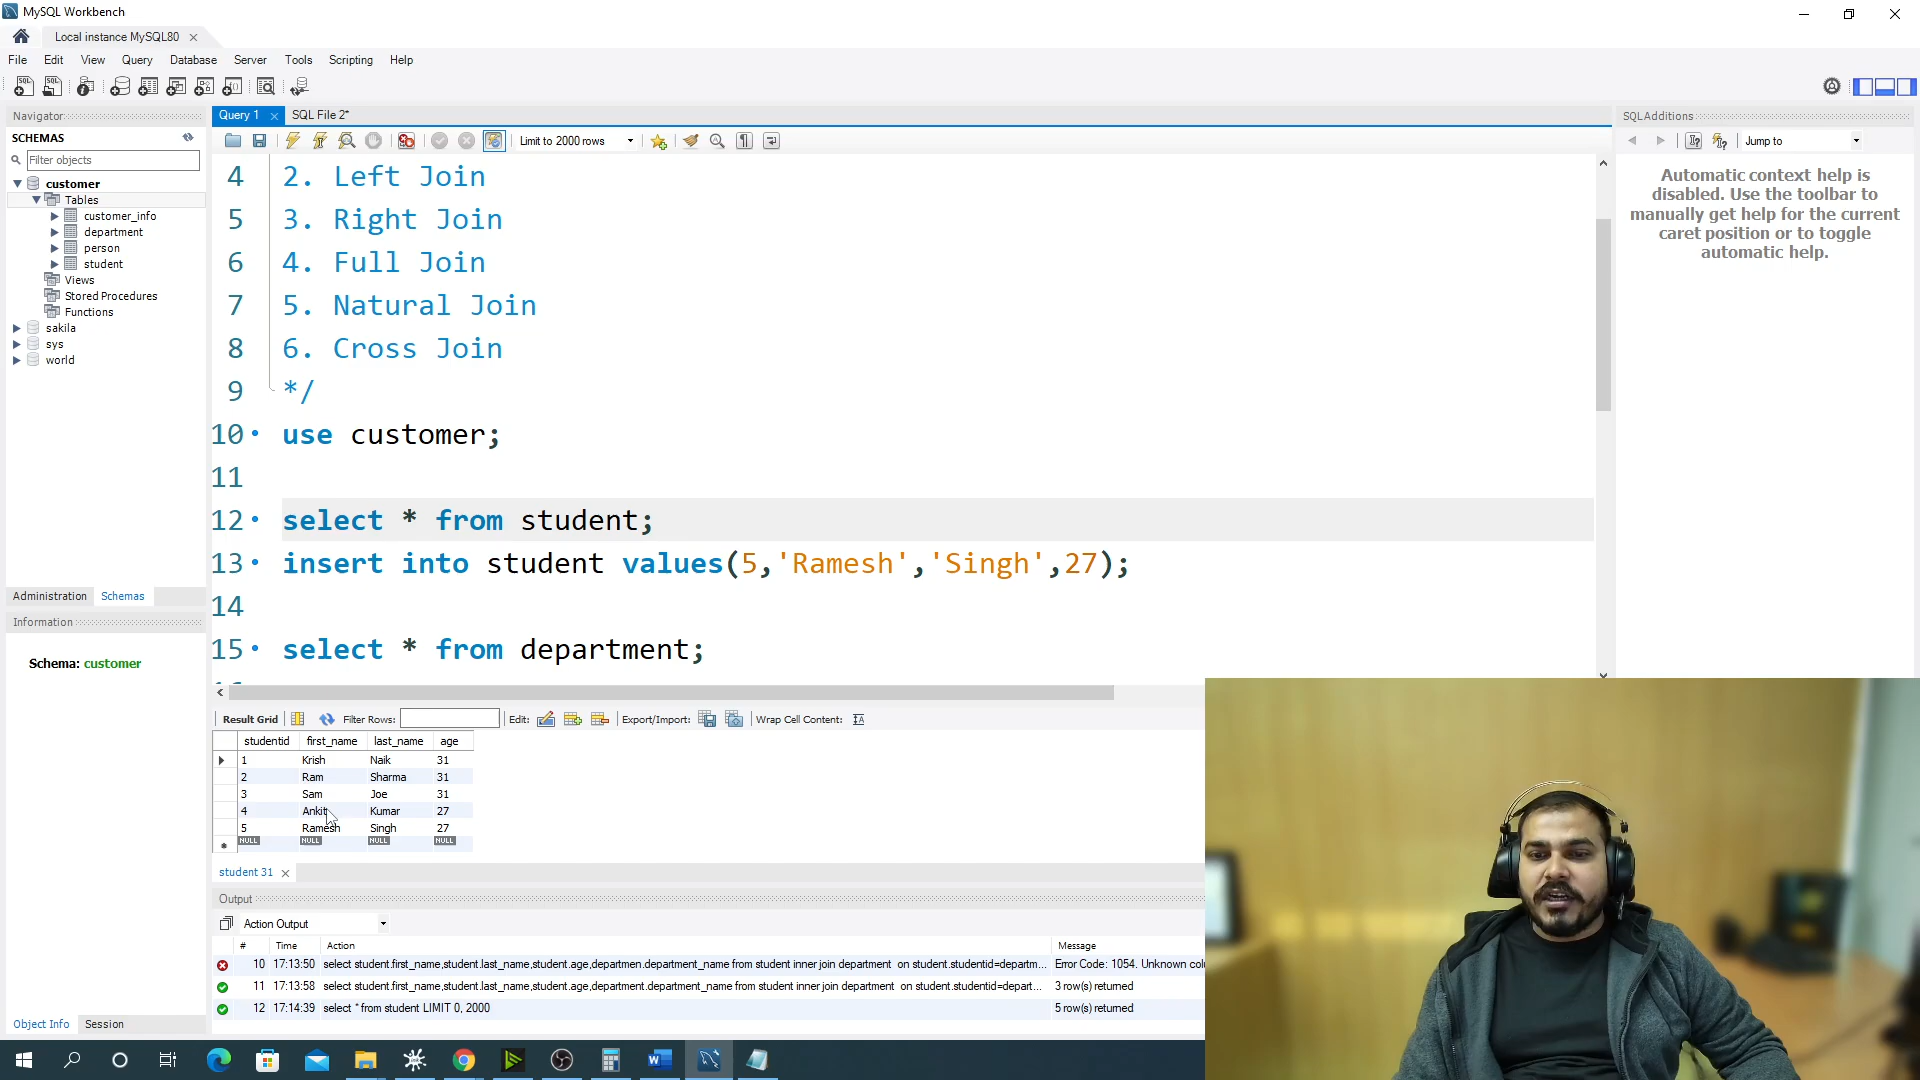 MySQL Workbench
Local instance MySQL80
File Edit View Query Database Server Tools Scripting Help
Navigator
SCHEMAS
Filter objects
customer
Tables
customer_info
department
person
student
Views
Stored Procedures
Functions
sakila
sys
world
Administration Schemas
Information
Schema: customer
Object Info Session
Query 1 SQL File 2*
Limit to 2000 rows
4 2. Left Join
5 3. Right Join
6 4. Full Join
7 5. Natural Join
8 6. Cross Join
9 */
10 use customer;
11
12 select * from student;
13 insert into student values(5,'Ramesh','Singh',27);
14
15 select * from department;
Result Grid Filter Rows: Edit: Export/Import: Wrap Cell Content:
studentid first_name last_name age
1 Krish Naik 31
2 Ram Sharma 31
3 Sam Joe 31
4 Ankit Kumar 27
5 Ramesh Singh 27
NULL NULL NULL NULL
student 31
Output
Action Output
# Time Action Message
10 17:13:50 select student.first_name,student.last_name,student.age,departmen.department_name from student inner join department on student.studentid=departm... Error Code: 1054. Unknown
11 17:13:58 select student.first_name,student.last_name,student.age,department.department_name from student inner join department on student.studentid=depart... 3 row(s) returned
12 17:14:39 select * from student LIMIT 0, 2000 5 row(s) returned
SQLAdditions
Jump to
Automatic context help is
disabled. Use the toolbar to
manually get help for the current
caret position or to toggle
automatic help.